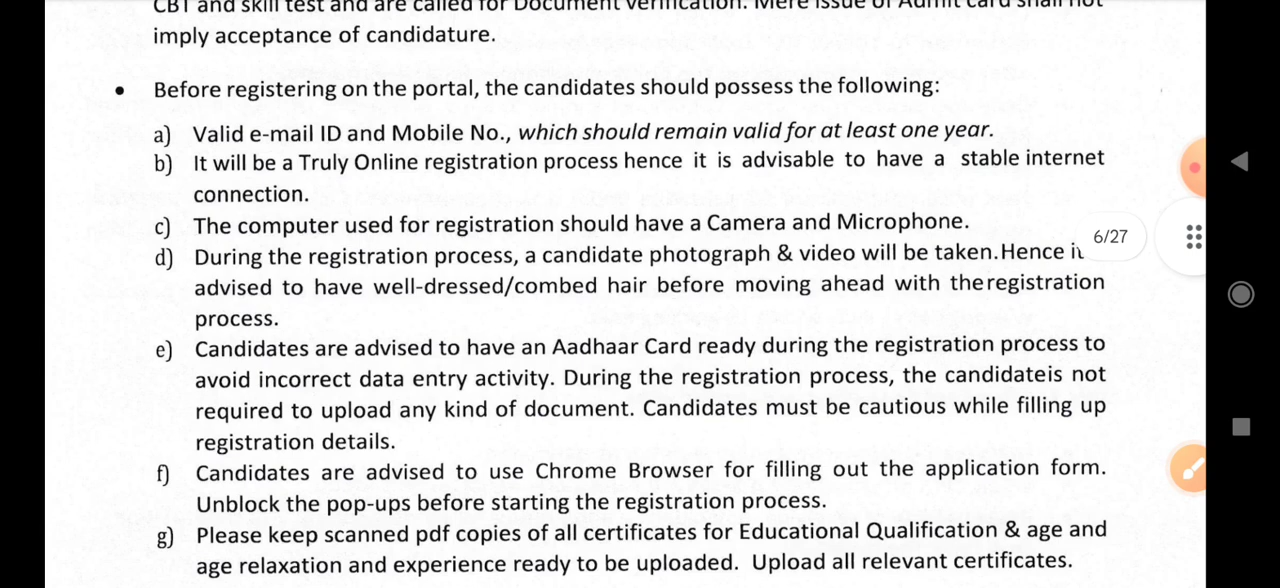 CBT and skill test and are called for Document verification. Mere issue of Admit card shall not
imply acceptance of candidature.
• Before registering on the portal, the candidates should possess the following:
a) Valid e-mail ID and Mobile No., which should remain valid for at least one year.
b) It will be a Truly Online registration process hence it is advisable to have a stable internet
connection.
c) The computer used for registration should have a Camera and Microphone.
6/27
d) During the registration process, a candidate photograph & video will be taken. Hence
advised to have well-dressed/combed hair before moving ahead with theregistration
process.
e) Candidates are advised to have an Aadhaar Card ready during the registration process to
avoid incorrect data entry activity. During the registration process, the candidateis not
required to upload any kind of document. Candidates must be cautious while filling up
registration details.
f) Candidates are advised to use Chrome Browser for filling out the application form.
Unblock the pop-ups before starting the registration process.
g) Please keep scanned pdf copies of all certificates for Educational Qualification & age and
age relaxation and experience ready to be uploaded. Upload all relevant certificates.